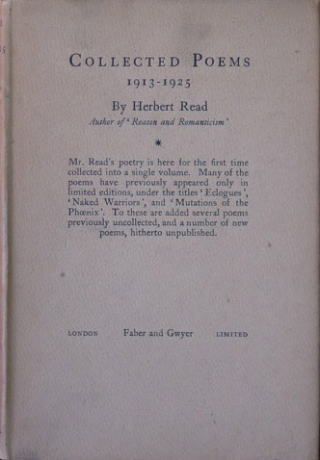 COLLECTED POEMS
1913-1925
By Herbert Read
Author of 'Reason and Romanticism'
*
Mr. Read's poetry is here for the first time
collected into a single volume. Many of the
poems have previously appeared only in
limited editions, under the titles 'Eclogues',
'Naked Warriors', and 'Mutations of the
Phœnix'. To these are added several poems
previously uncollected, and a number of new
poems, hitherto unpublished.
LONDON Faber and Gwyer LIMITED